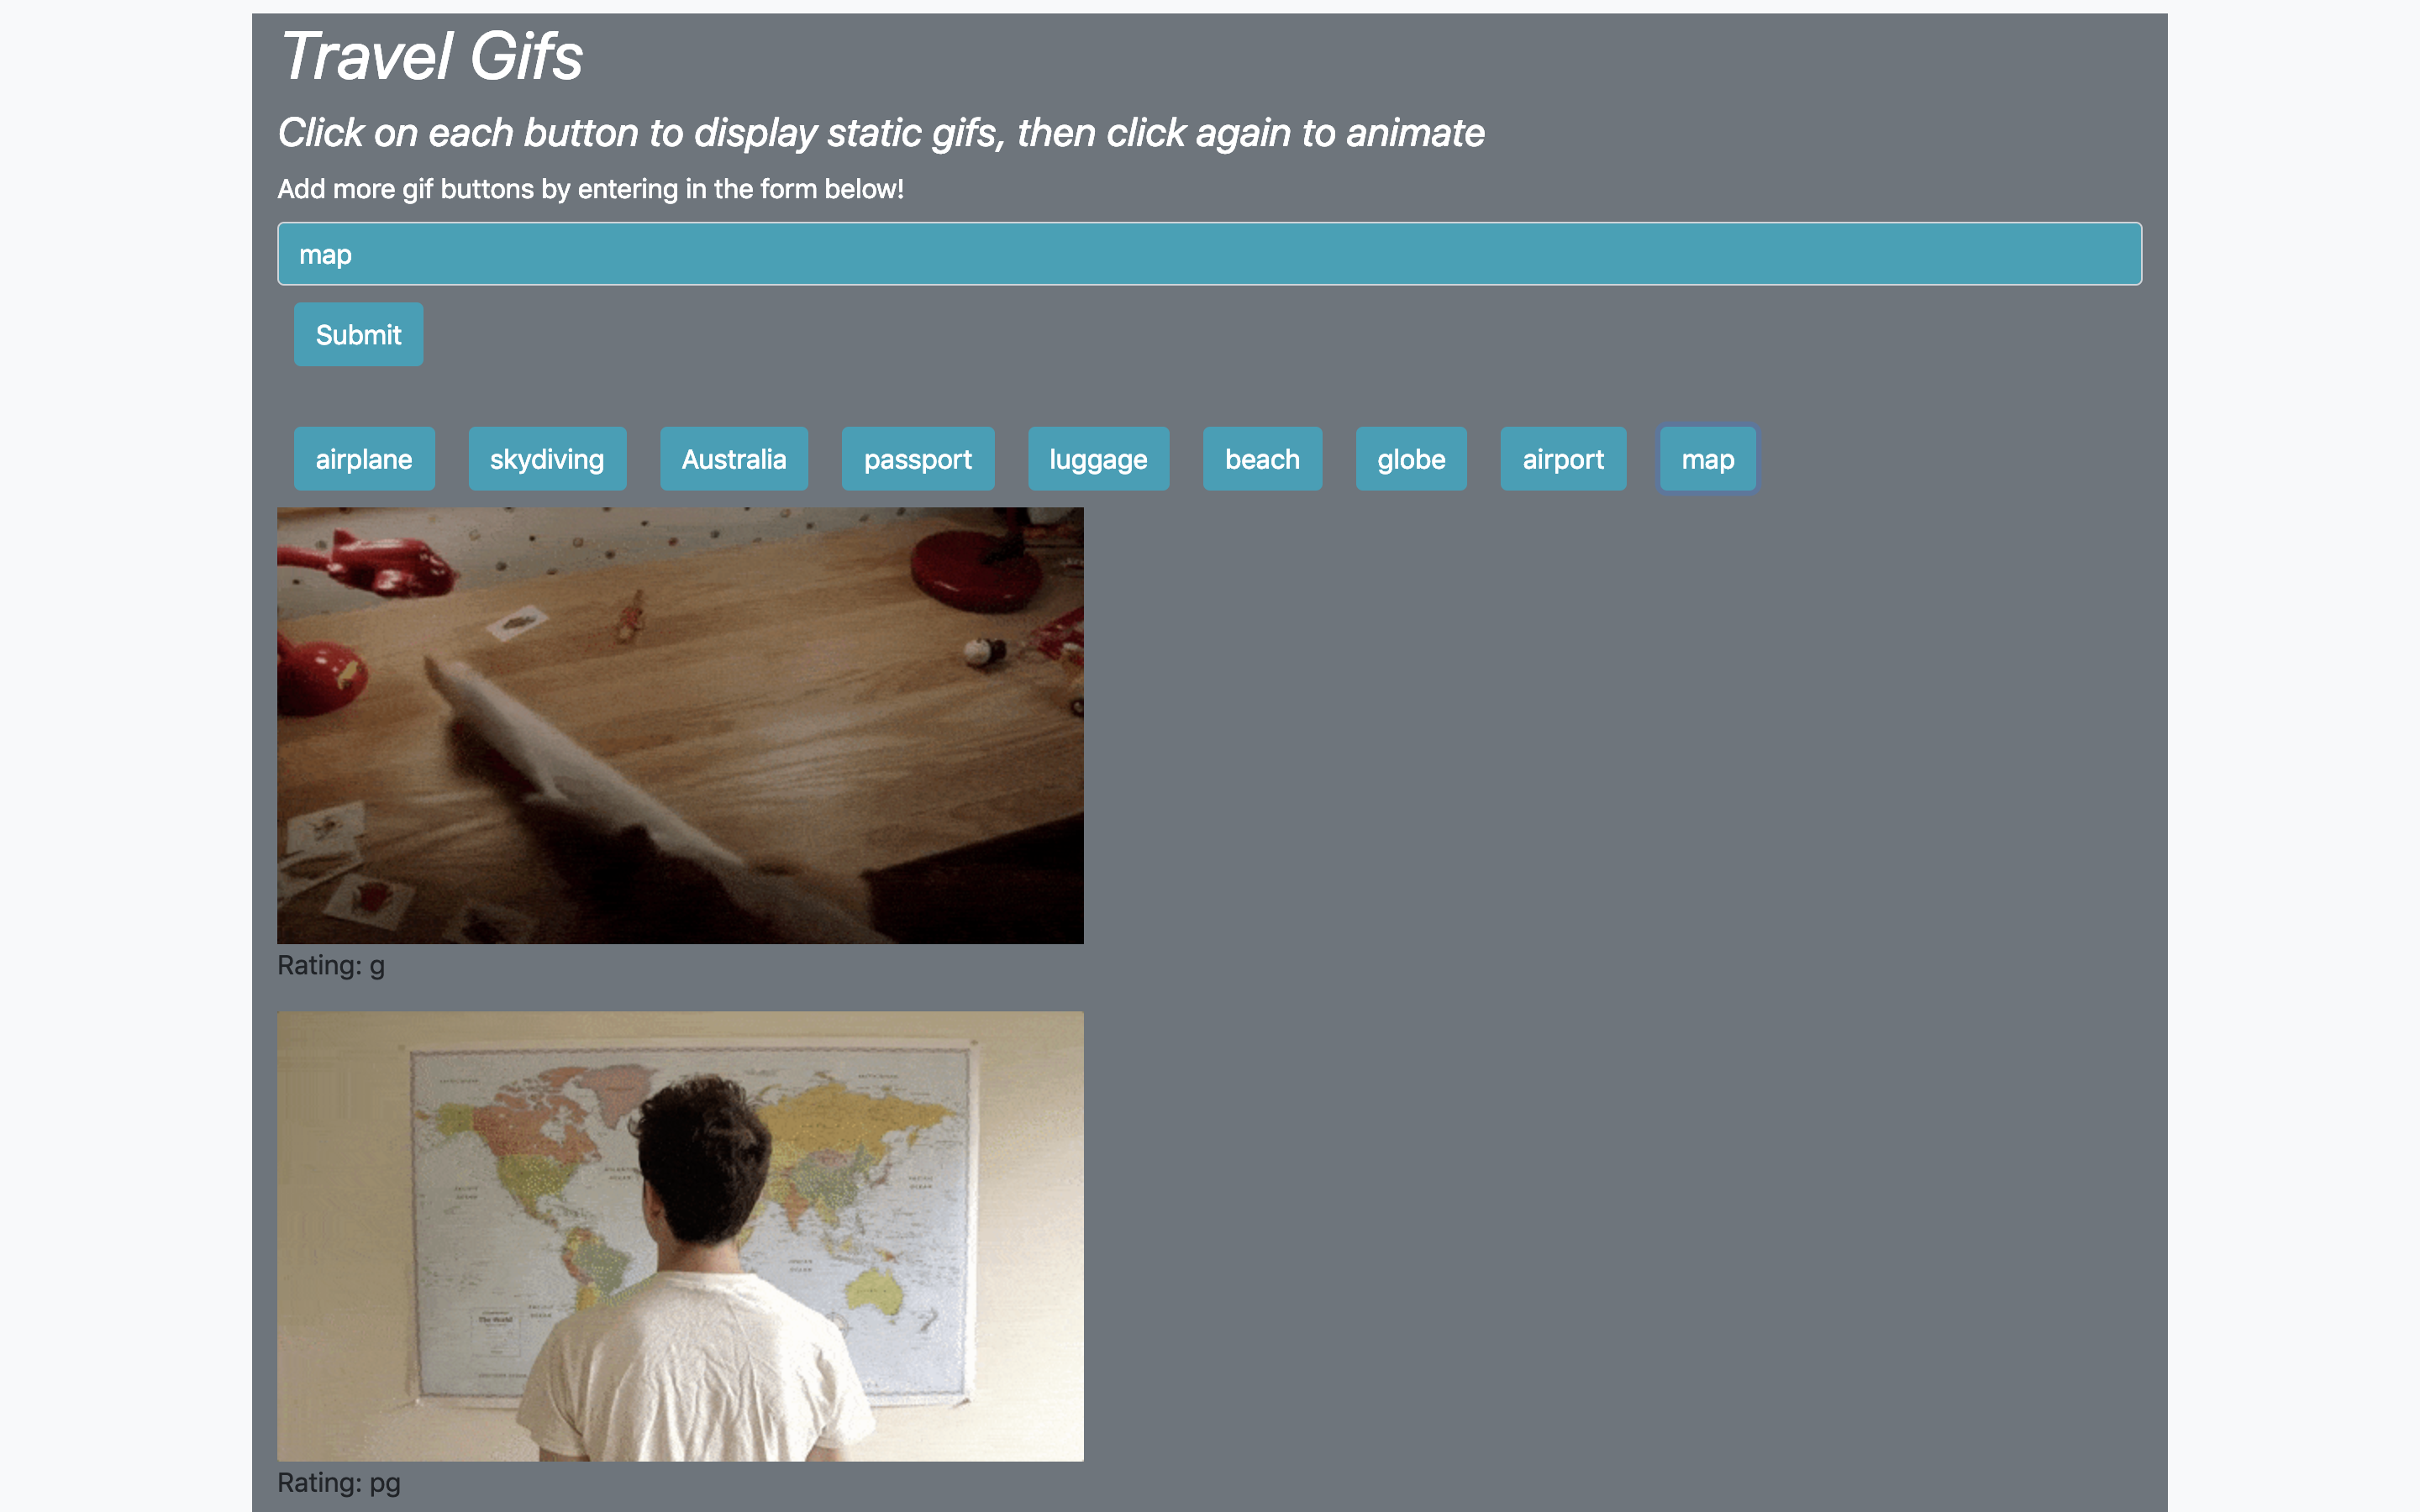 Travel Gifs
Click on each button to display static gifs, then click again to animate
Add more gif buttons by entering in the form below!
map
Submit
airplane skydiving Australia passport luggage beach globe airport map
Rating: g
The World
Rating: pg